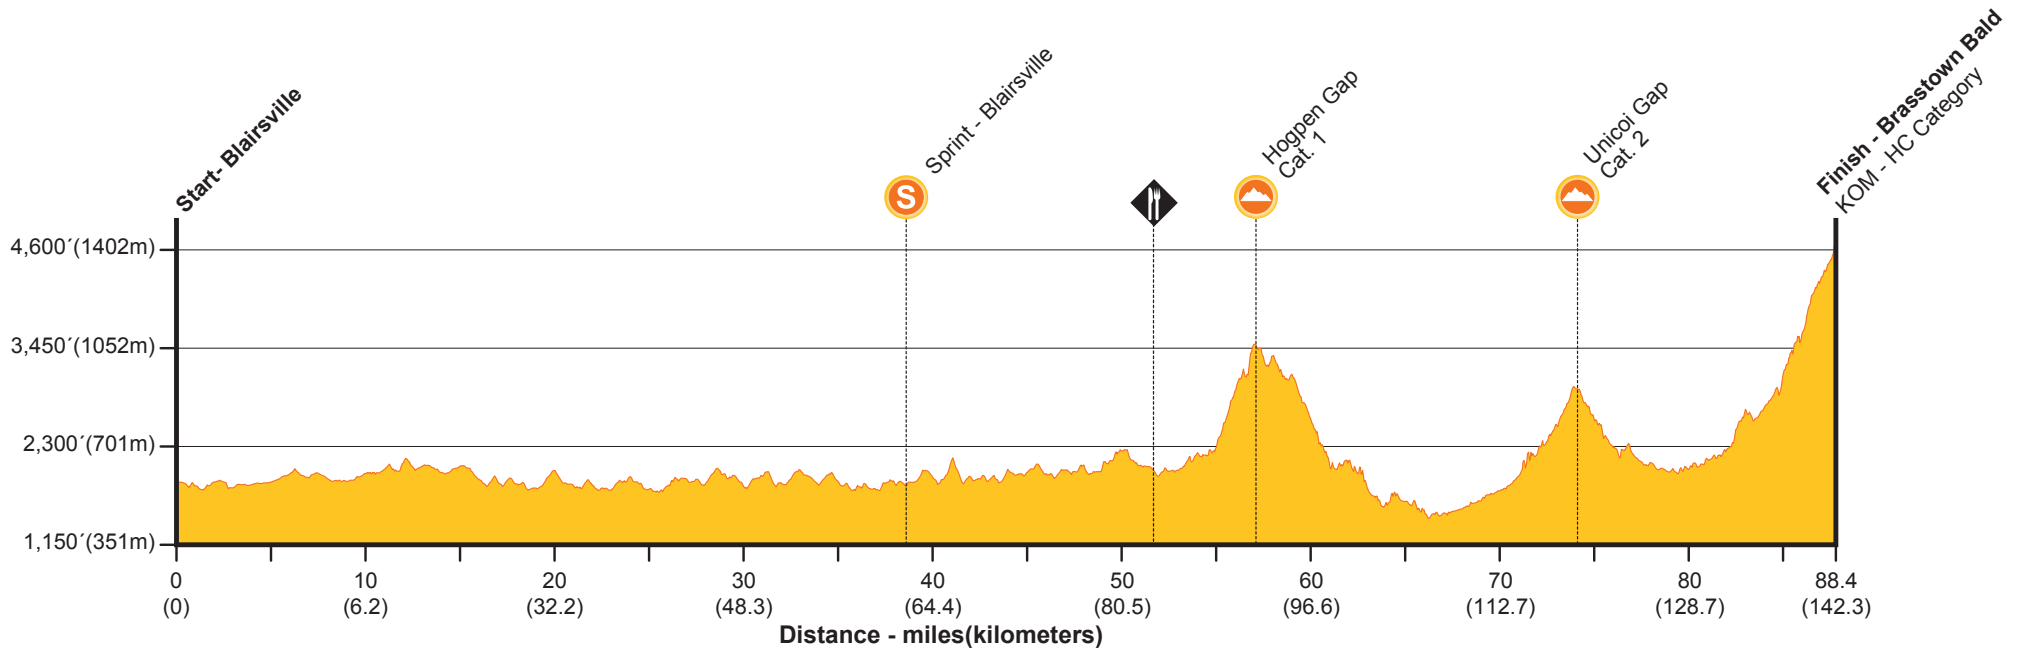 Start- Blairsville
Sprint - Blairsville
Hogpen Gap
Cat. 1
Unicoi Gap
Cat. 2
Finish - Brasstown Bald
KOM - HC Category
S
4,600´(1402m)
3,450´(1052m)
2,300´(701m)
1,150´(351m)
0 10 20 30 40 50 60 70 80 88.4
(0) (6.2) (32.2) (48.3) (64.4) (80.5) (96.6) (112.7) (128.7) (142.3)
Distance - miles(kilometers)